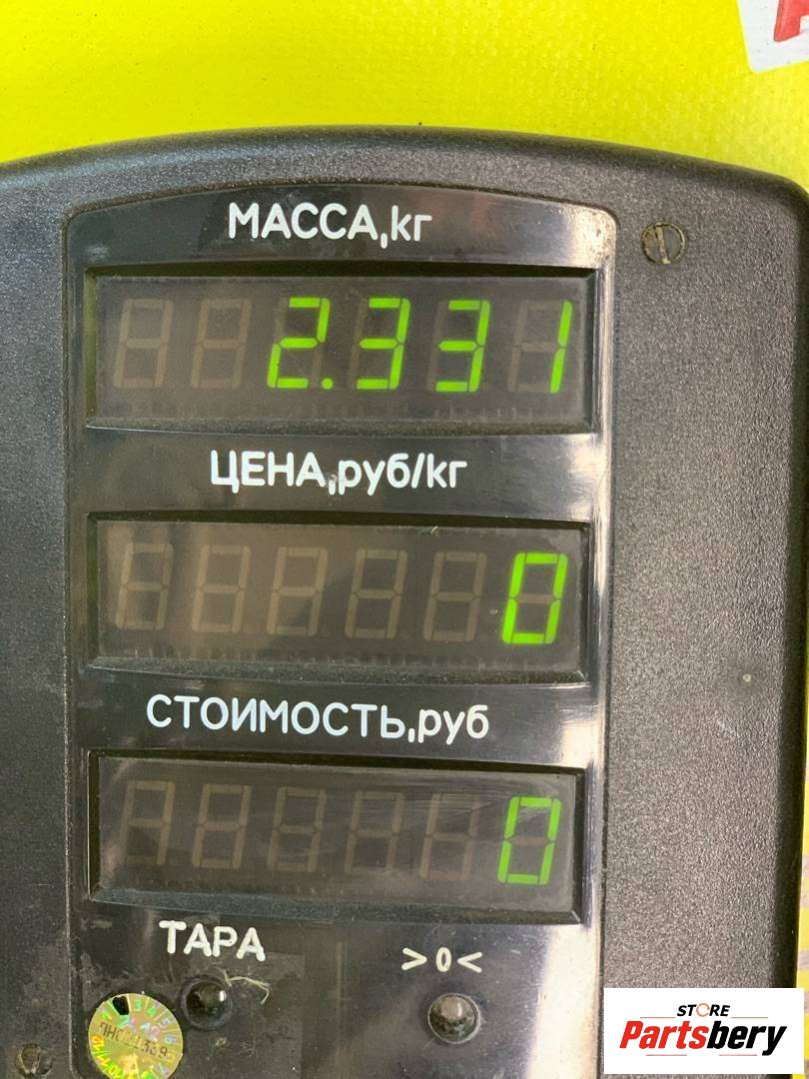 МАССА,кг
2.331
ЦЕНА,руб/кг
0
СТОИМОСТЬ,руб
0
ТАРА
>0<
STORE
Partsbery